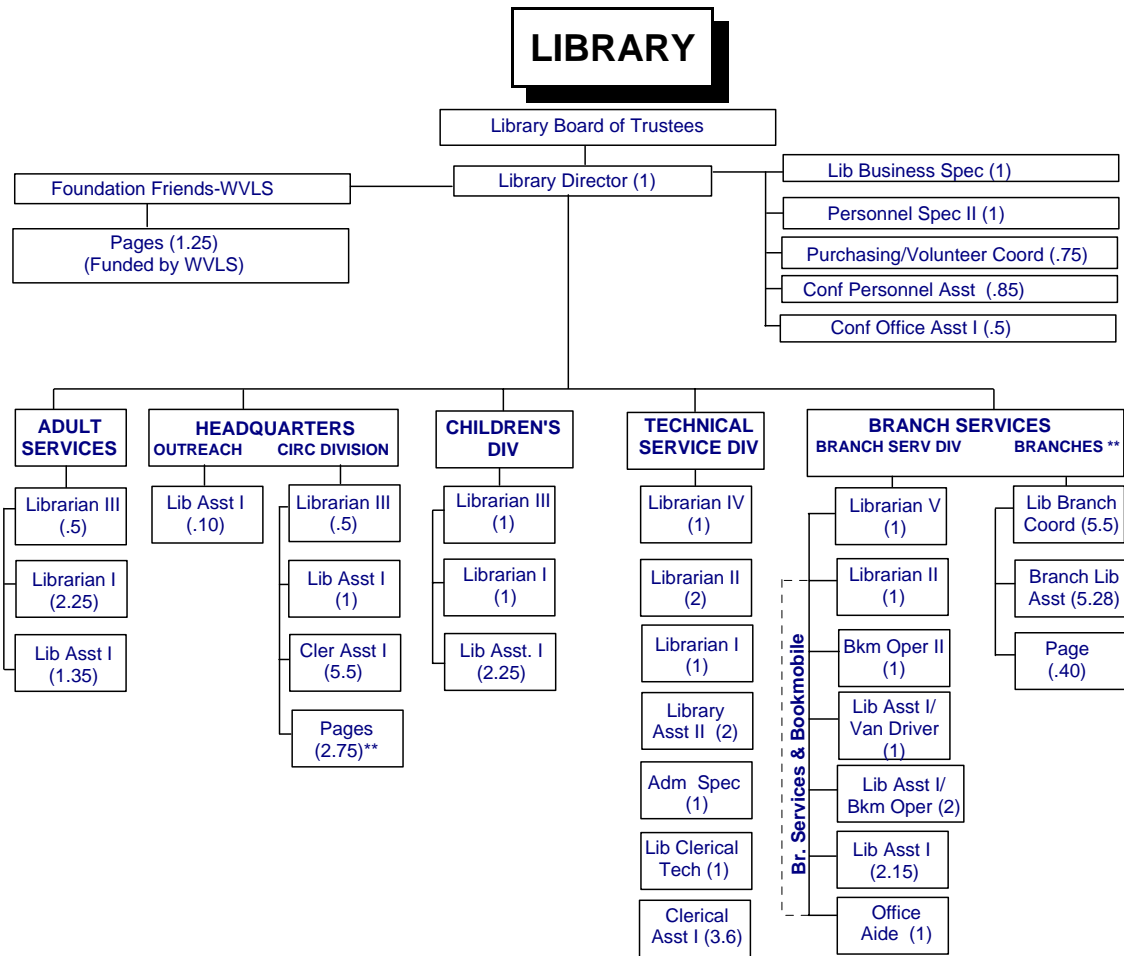 LIBRARY
Library Board of Trustees
Library Director (1)
Foundation Friends-WVLS
Pages (1.25)
(Funded by WVLS)
Lib Business Spec (1)
Personnel Spec II (1)
Purchasing/Volunteer Coord (.75)
Conf Personnel Asst (.85)
Conf Office Asst I (.5)
ADULT
SERVICES
Librarian III
(.5)
Librarian I
(2.25)
Lib Asst I
(1.35)
HEADQUARTERS
OUTREACH
Lib Asst I
(.10)
CIRC DIVISION
Librarian III
(.5)
Lib Asst I
(1)
Cler Asst I
(5.5)
Pages
(2.75)**
CHILDREN'S
DIV
Librarian III
(1)
Librarian I
(1)
Lib Asst. I
(2.25)
TECHNICAL
SERVICE DIV
Librarian IV
(1)
Librarian II
(2)
Librarian I
(1)
Library
Asst II (2)
Adm Spec
(1)
Lib Clerical
Tech (1)
Clerical
Asst I (3.6)
BRANCH SERVICES
BRANCH SERV DIV
Librarian V
(1)
Br. Services & Bookmobile
Librarian II
(1)
Bkm Oper II
(1)
Lib Asst I/
Van Driver
(1)
Lib Asst I/
Bkm Oper (2)
Lib Asst I
(2.15)
Office
Aide (1)
BRANCHES **
Lib Branch
Coord (5.5)
Branch Lib
Asst (5.28)
Page
(.40)